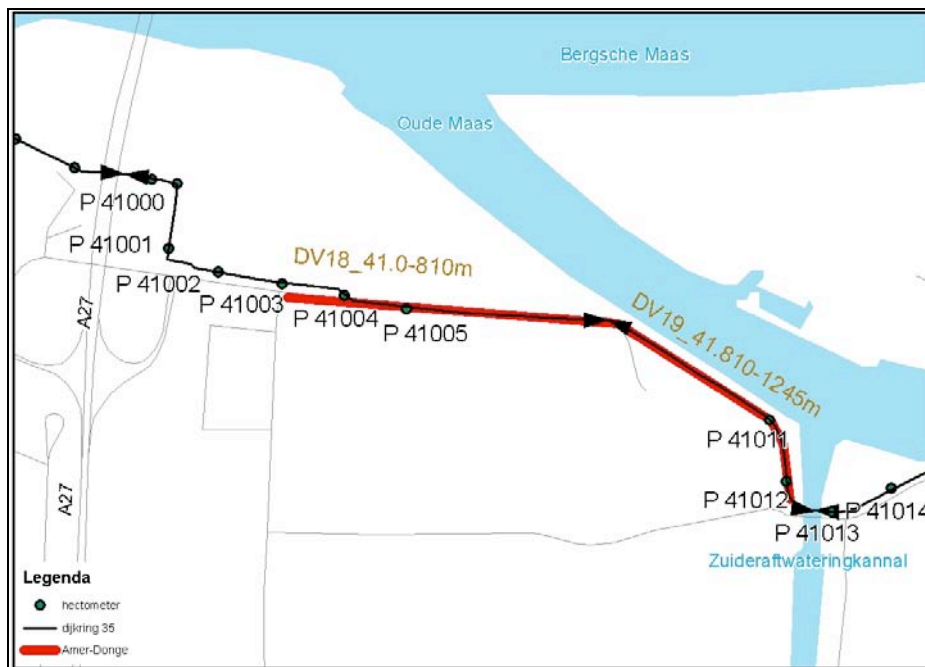 Bergsche Maas
Oude Maas
P 41000
P 41001
DV18_41.0-810m
P 41002
P 41003
P 41004
P 41005
A27
DV19_41.810-1245m
P 41011
A27
P 41012
P 41014
P 41013
Zuideraftwateringkannal
Legenda
hectometer
dijkring 35
Amer-Donge